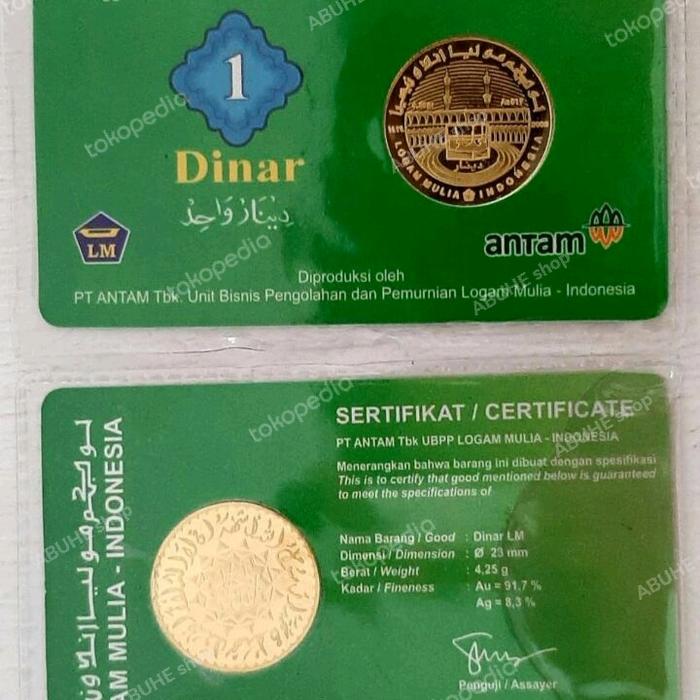 1
Dinar
دينار واحد
LM
antam
Diproduksi oleh
PT ANTAM Tbk. Unit Bisnis Pengolahan dan Pemurnian Logam Mulia - Indonesia
LOGAM MULIA INDONESIA
لوڬم موليا إندونيسيا
AM MULIA - INDONESIA
SERTIFIKAT / CERTIFICATE
PT ANTAM Tbk UBPP LOGAM MULIA - INDONESIA
Menerangkan bahwa barang ini dibuat dengan spesifikasi
This is to certify that good mentioned below is guaranteed
to meet the specifications of
Nama Barang / Good : Dinar LM
Dimensi / Dimension : Ø 23 mm
Berat / Weight : 4.25 g
Kadar / Fineness : Au = 91,7 %
Ag = 8,3 %
Penguji / Assayer
tokopedia
ABUHE shop